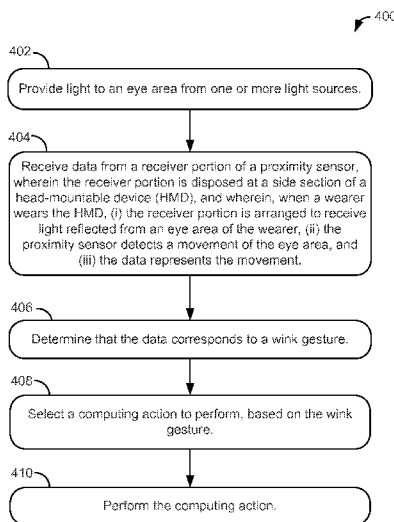 400
402
Provide light to an eye area from one or more light sources.
404
Receive data from a receiver portion of a proximity sensor,
wherein the receiver portion is disposed at a side section of a
head-mountable device (HMD), and wherein, when a wearer
wears the HMD, (i) the receiver portion is arranged to receive
light reflected from an eye area of the wearer, (ii) the
proximity sensor detects a movement of the eye area, and
(iii) the data represents the movement.
406
Determine that the data corresponds to a wink gesture.
408
Select a computing action to perform, based on the wink
gesture.
410
Perform the computing action.